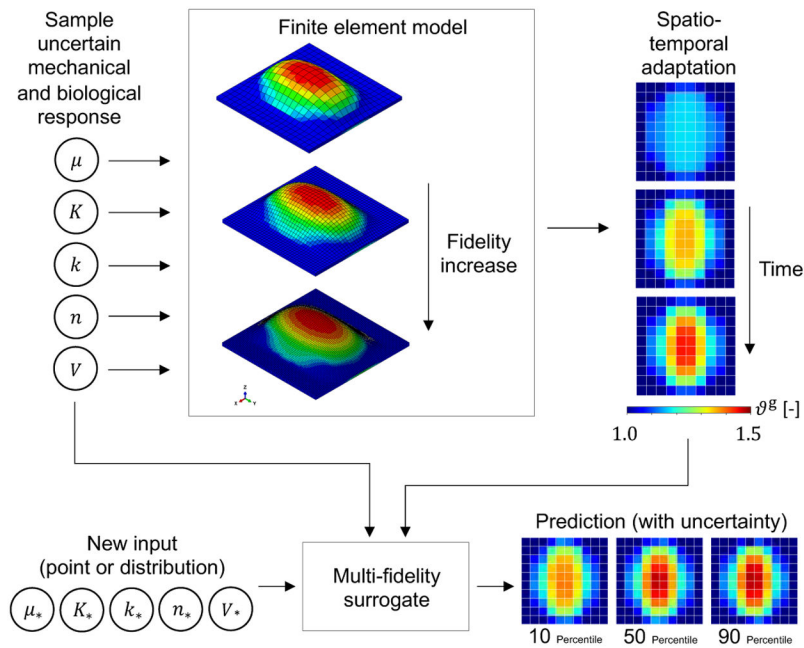 Sample
uncertain
mechanical
and biological
response
μ
K
k
n
V
Finite element model
Fidelity
increase
Z
X
Y
Spatio-
temporal
adaptation
Time
ϑᵍ [-]
1.0
1.5
New input
(point or distribution)
μ* K* k* n* V*
Multi-fidelity
surrogate
Prediction (with uncertainty)
10 Percentile 50 Percentile 90 Percentile